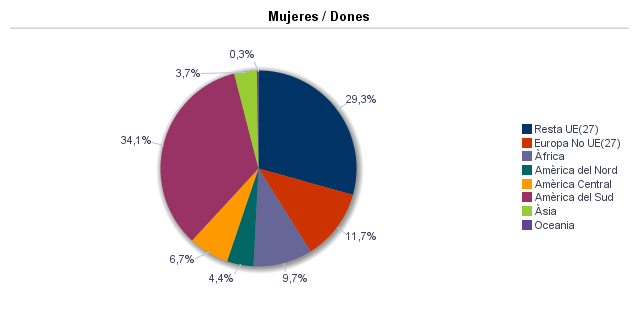 Mujeres / Dones
0,3%
3,7%
29,3%
34,1%
11,7%
6,7%
4,4%
9,7%
Resta UE(27)
Europa No UE(27)
Àfrica
Amèrica del Nord
Amèrica Central
Amèrica del Sud
Àsia
Oceania